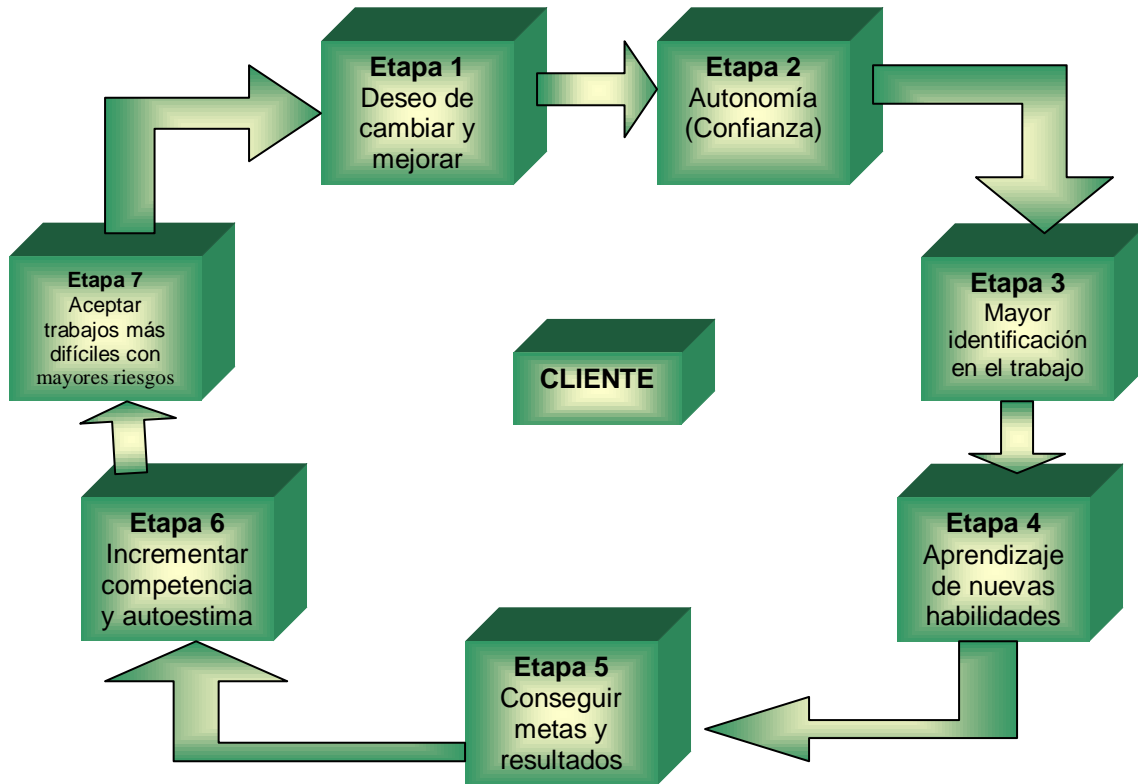 Etapa 1
Deseo de
cambiar y
mejorar
Etapa 2
Autonomía
(Confianza)
Etapa 3
Mayor
identificación
en el trabajo
Etapa 4
Aprendizaje
de nuevas
habilidades
Etapa 5
Conseguir
metas y
resultados
Etapa 6
Incrementar
competencia
y autoestima
Etapa 7
Aceptar
trabajos más
difíciles con
mayores riesgos
CLIENTE